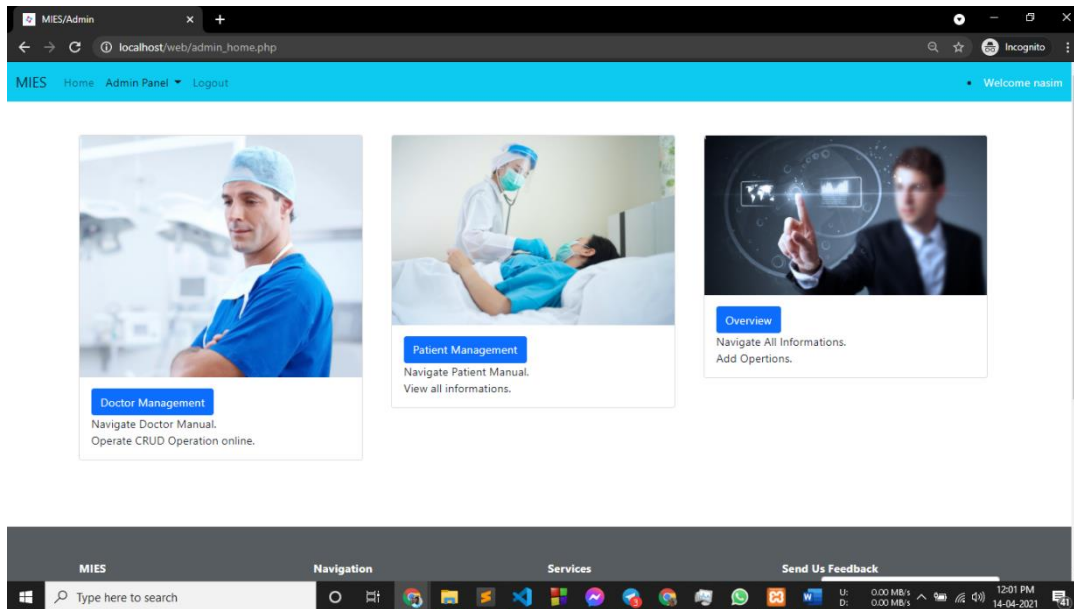 MIES/Admin
localhost/web/admin_home.php
Incognito
MIES Home Admin Panel Logout
Welcome nasim
Doctor Management
Navigate Doctor Manual.
Operate CRUD Operation online.
Patient Management
Navigate Patient Manual.
View all informations.
Overview
Navigate All Informations.
Add Opertions.
MIES
Navigation
Services
Send Us Feedback
Type here to search
U: 0.00 MB/s
D: 0.00 MB/s
12:01 PM
14-04-2021